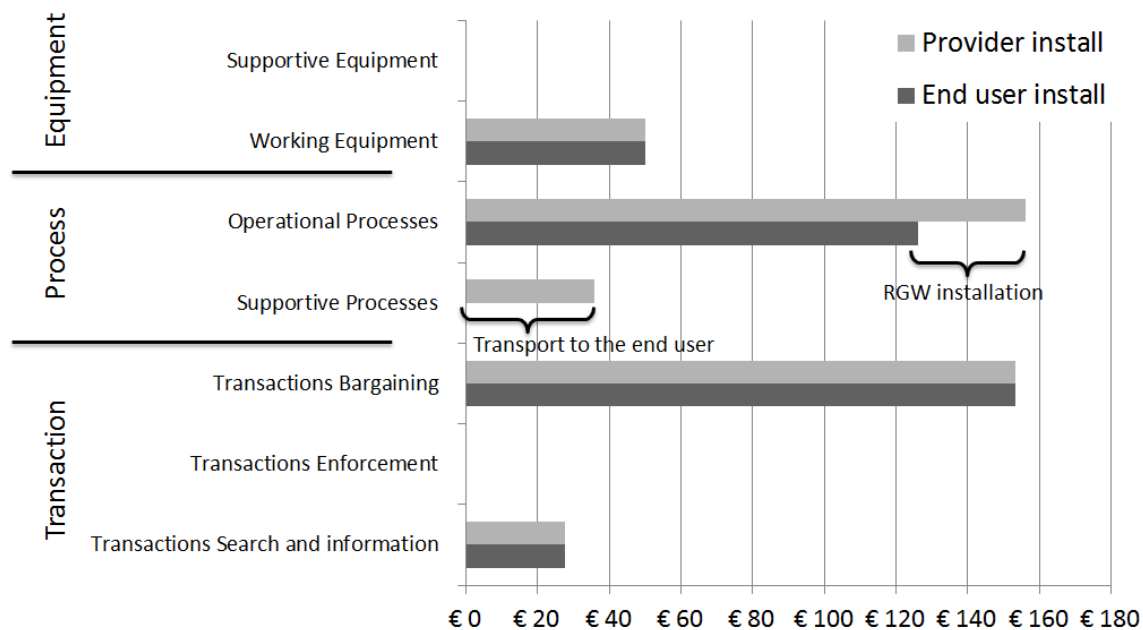 Equipment
Supportive Equipment
Working Equipment
Provider install
End user install
Process
Operational Processes
Supportive Processes
RGW installation
Transport to the end user
Transaction
Transactions Bargaining
Transactions Enforcement
Transactions Search and information
€ 0 € 20 € 40 € 60 € 80 € 100 € 120 € 140 € 160 € 180